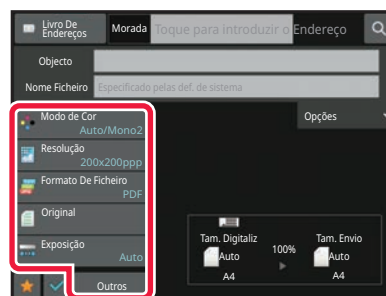 Livro De
Endereços
Morada
Toque para introduzir o Endereço
Objecto
Nome Ficheiro
Especificado pelas def. de sistema
Modo de Cor
Auto/Mono2
Opções
Resolução
200x200ppp
Formato De Ficheiro
PDF
Original
Exposição
Auto
Tam. Digitaliz
100%
Tam. Envio
Auto
Auto
A4
A4
Outros